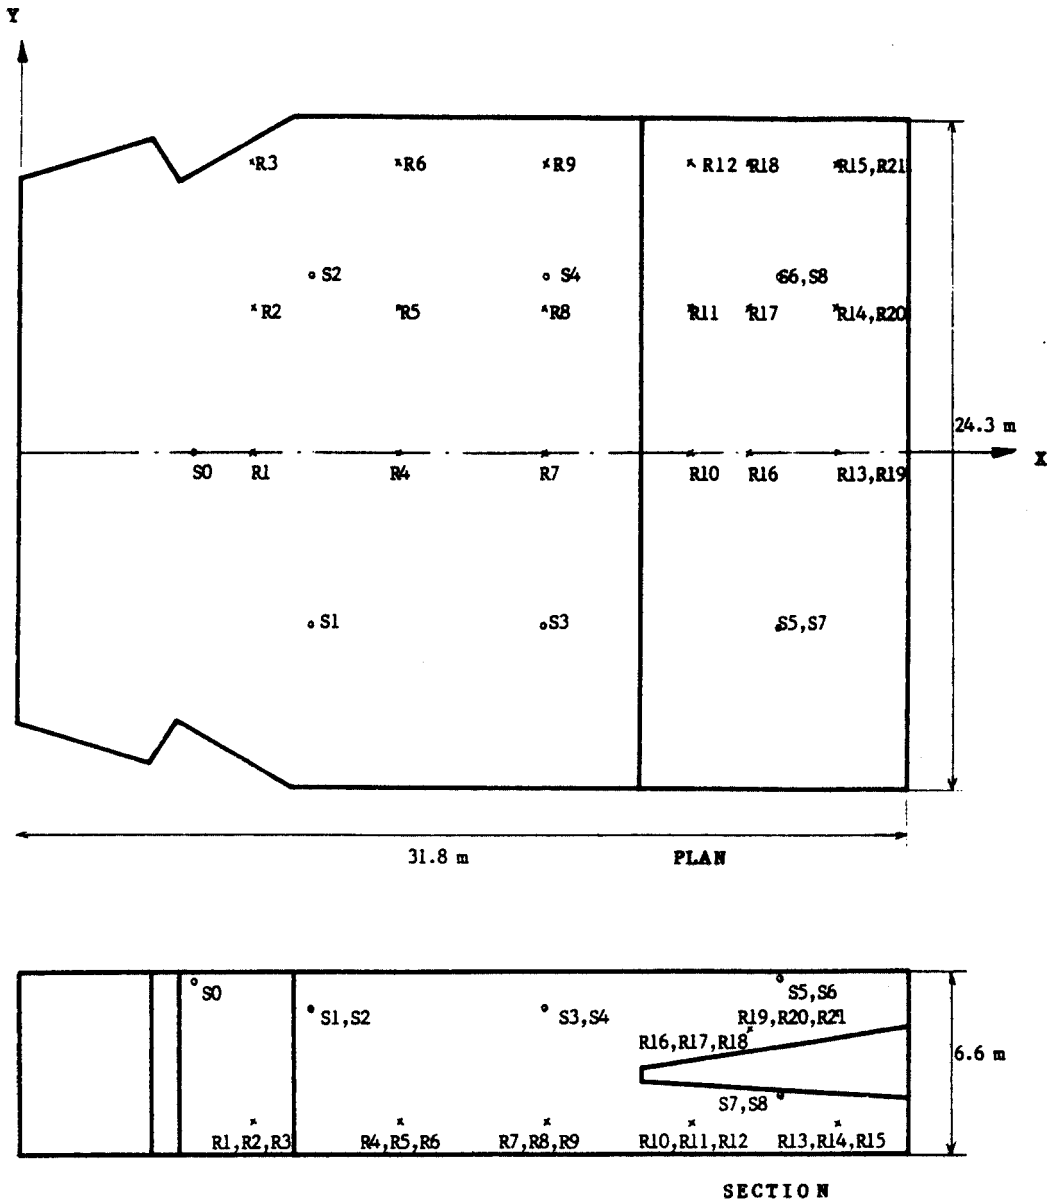 Y
R3 R6 R9 R12 R18 R15,R21
S2 S4 S6,S8
R2 R5 R8 R11 R17 R14,R20
24.3 m
X
S0 R1 R4 R7 R10 R16 R13,R19
S1 S3 S5,S7
31.8 m PLAN
S0 S5,S6
S1,S2 S3,S4 R19,R20,R21
R16,R17,R18
6.6 m
S7,S8
R1,R2,R3 R4,R5,R6 R7,R8,R9 R10,R11,R12 R13,R14,R15
SECTION